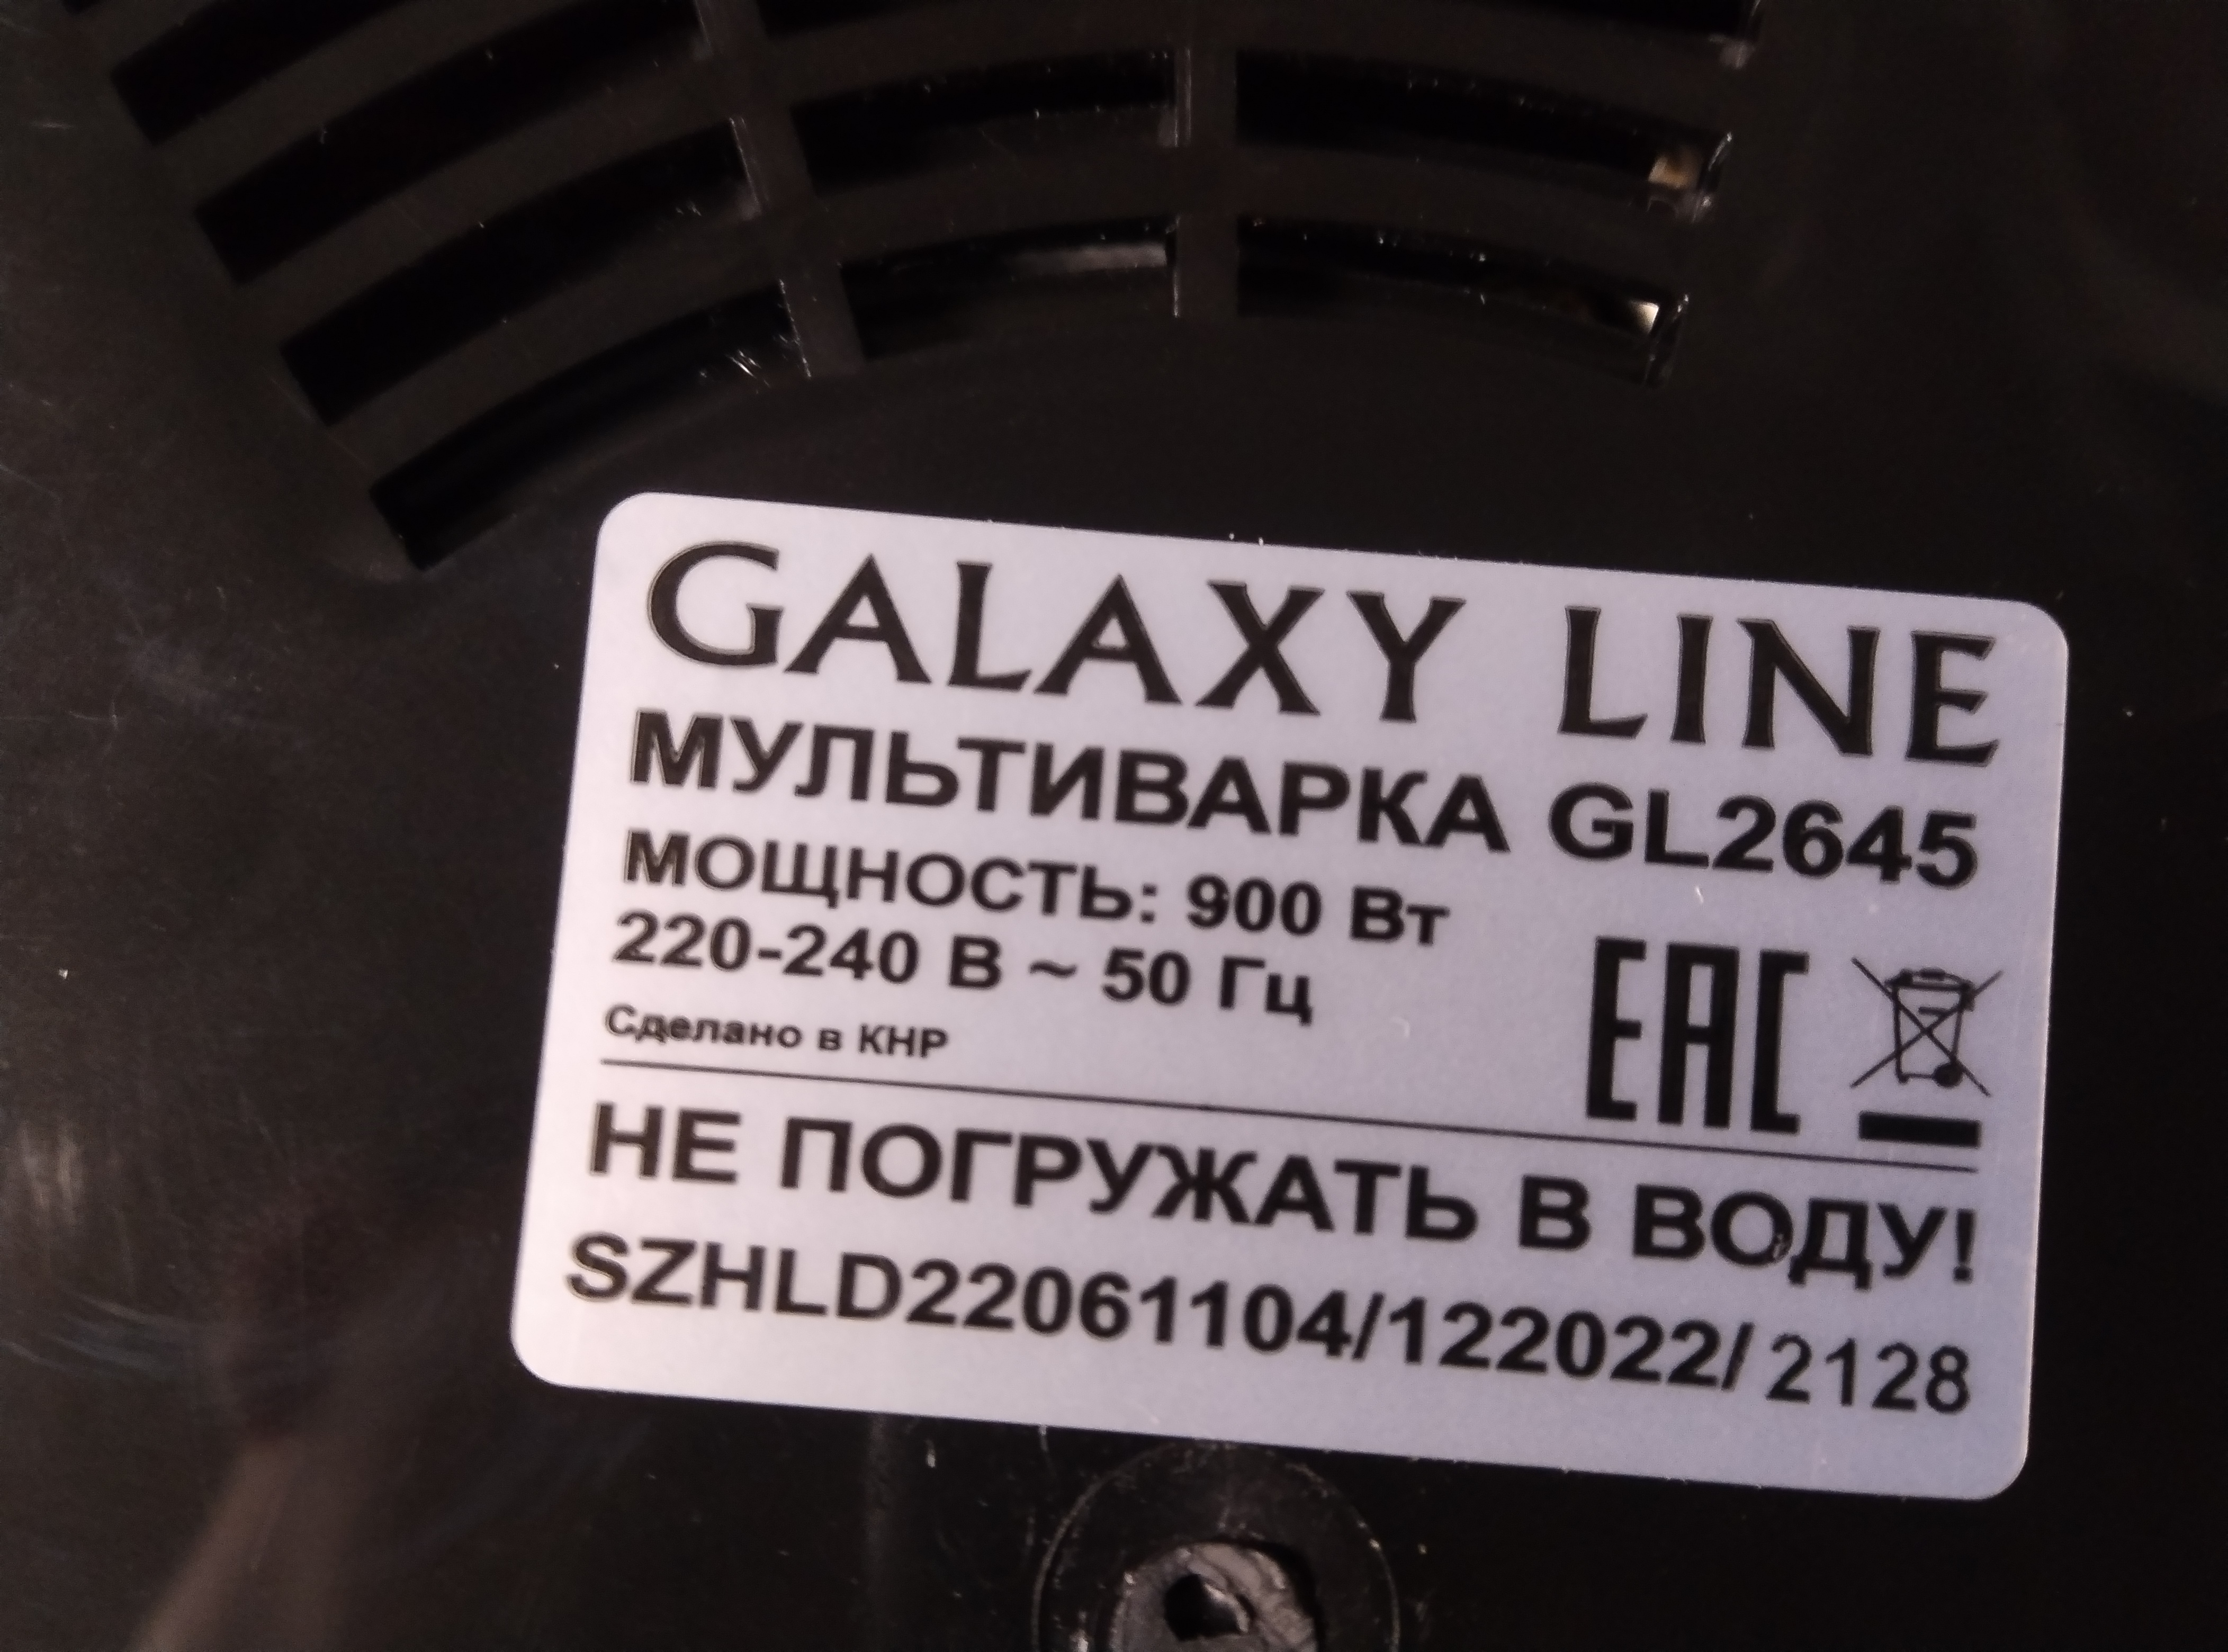 GALAXY LINE
МУЛЬТИВАРКА GL2645
МОЩНОСТЬ: 900 Вт
220-240 В ~ 50 Гц
Сделано в КНР
EAC
НЕ ПОГРУЖАТЬ В ВОДУ!
SZHLD22061104/122022/ 2128